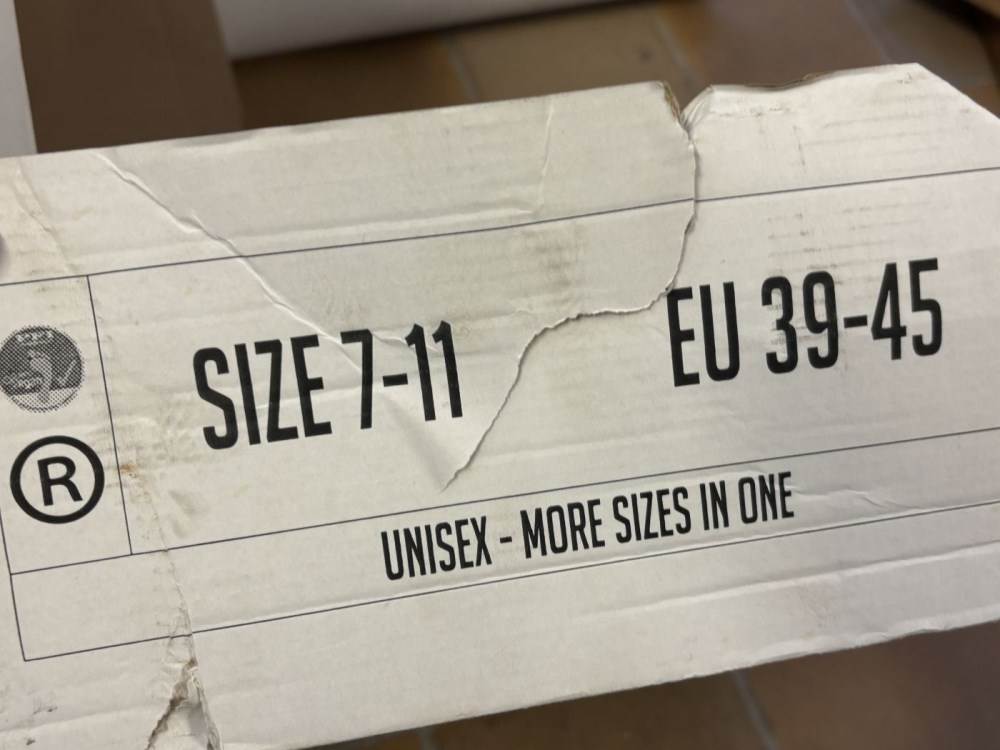 SIZE 7-11
EU 39-45
®
UNISEX - MORE SIZES IN ONE